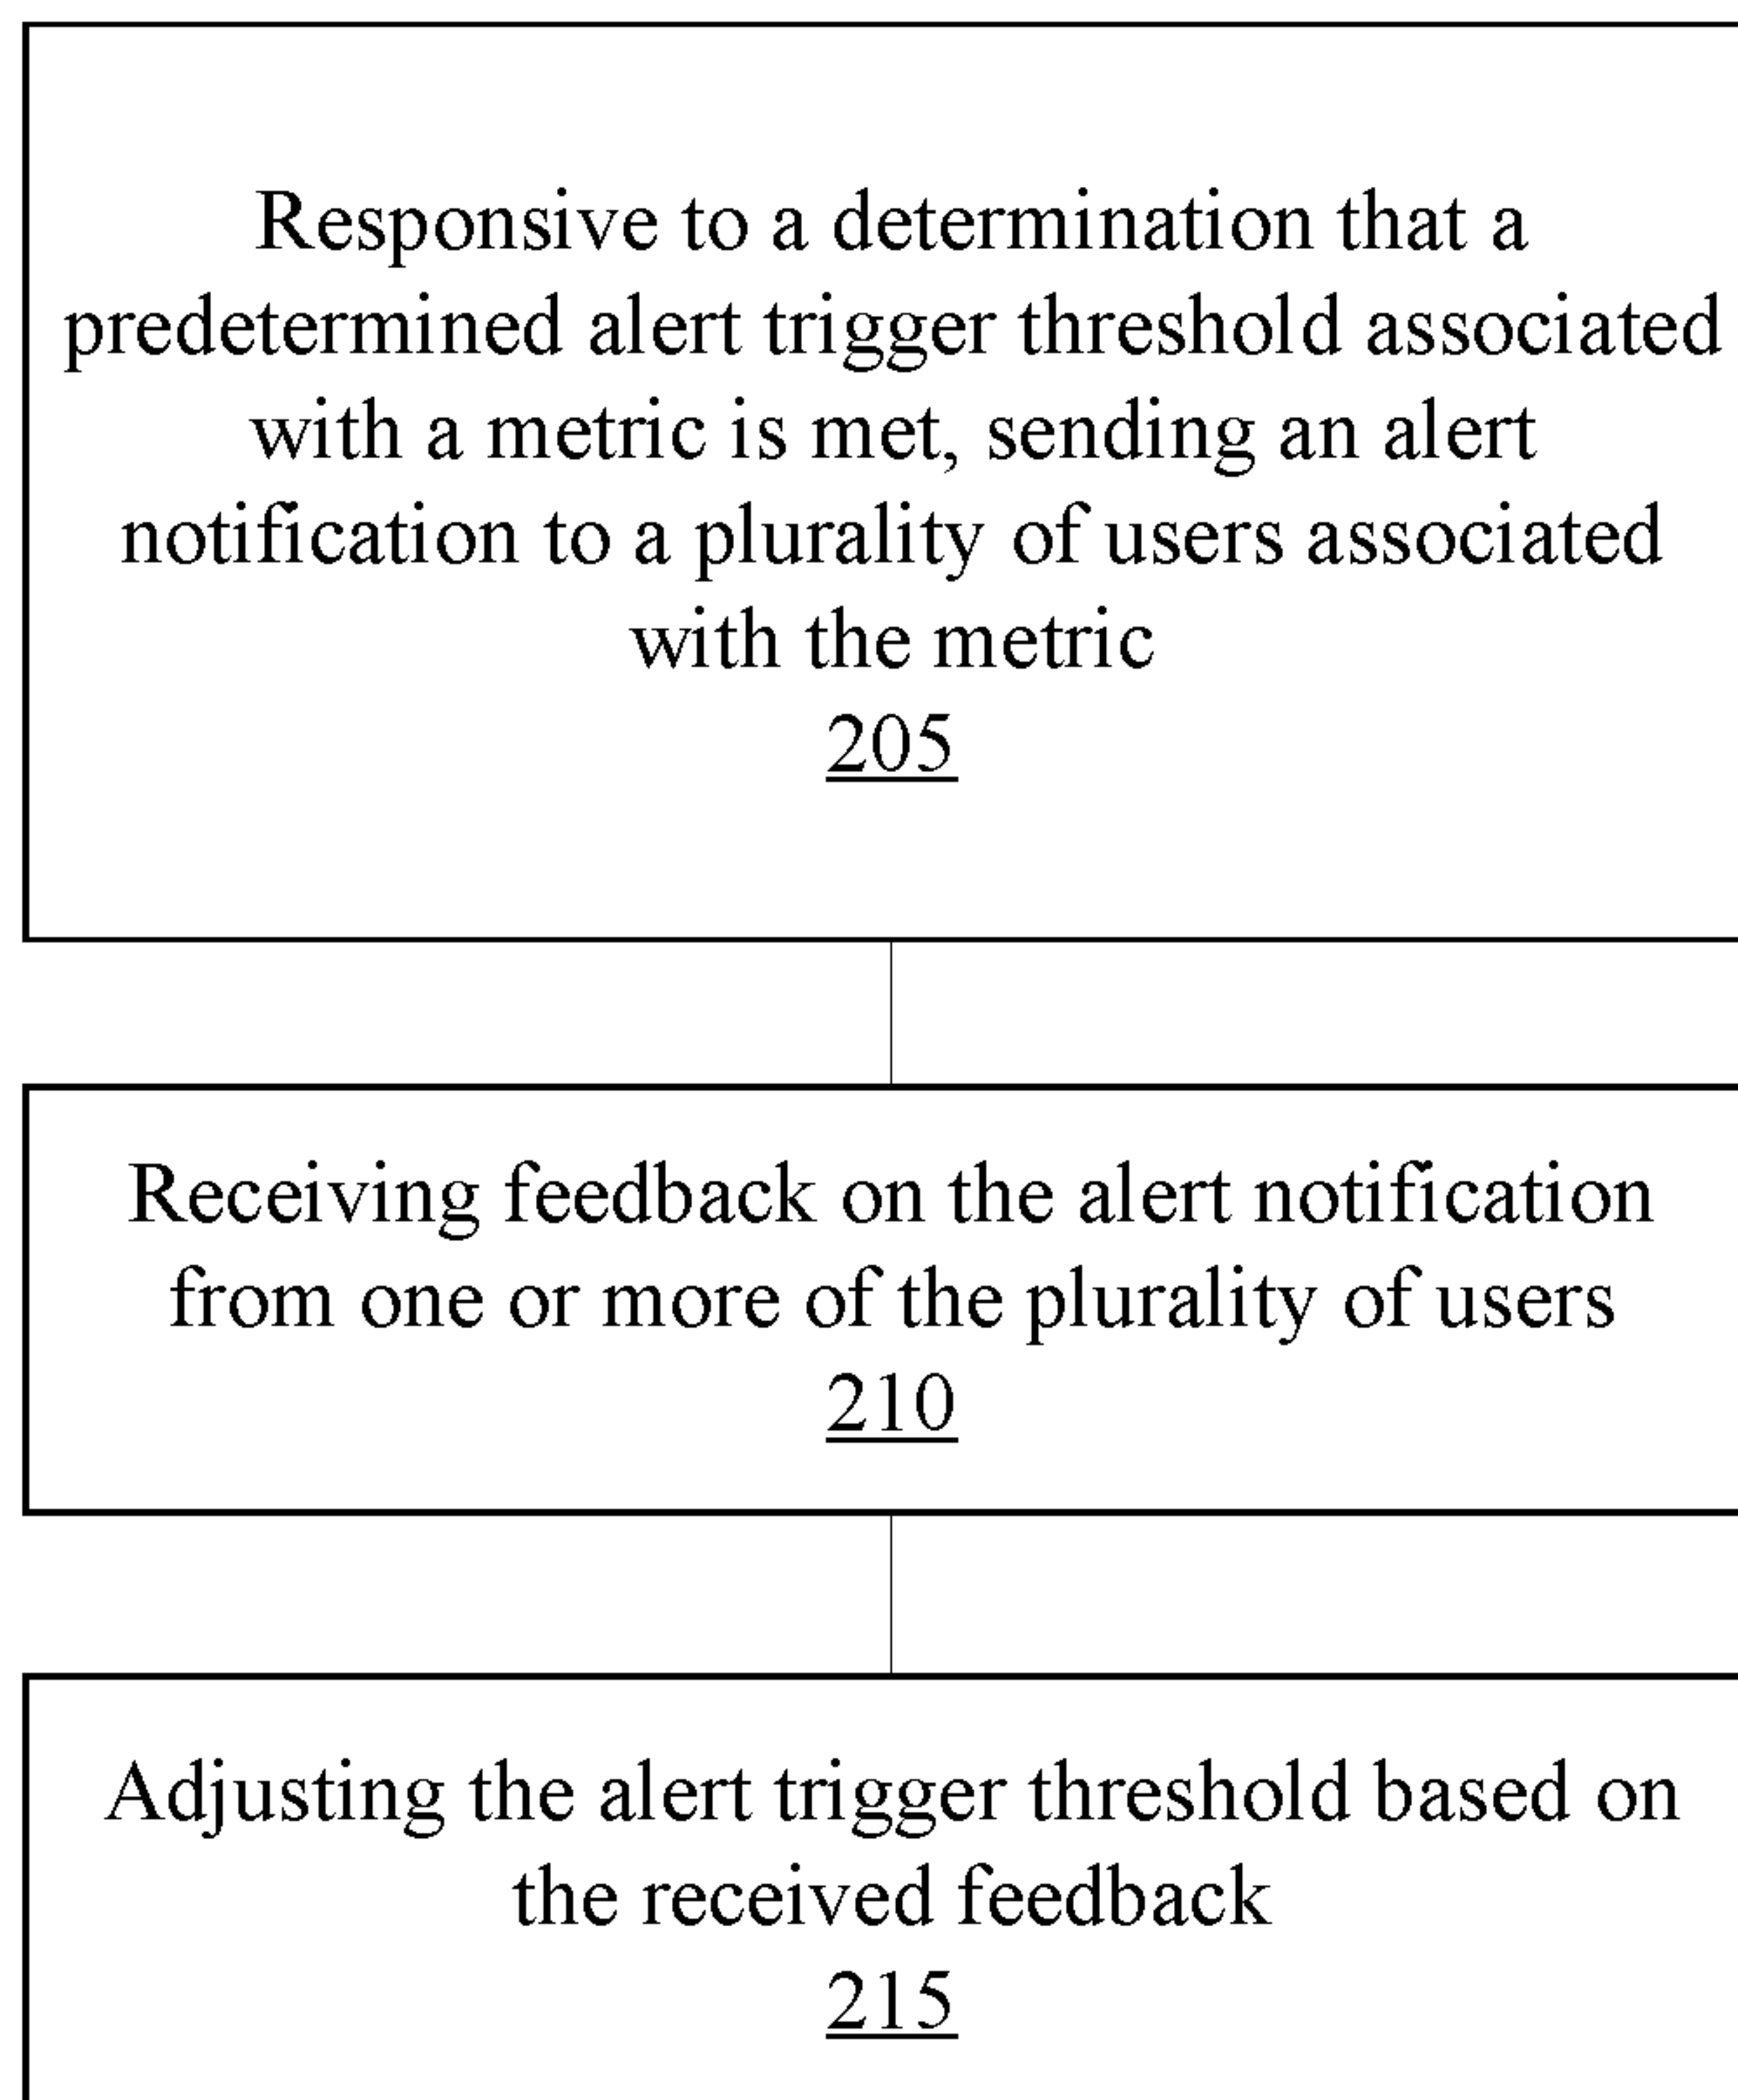 Responsive to a determination that a
predetermined alert trigger threshold associated
with a metric is met, sending an alert
notification to a plurality of users associated
with the metric
205
Receiving feedback on the alert notification
from one or more of the plurality of users
210
Adjusting the alert trigger threshold based on
the received feedback
215